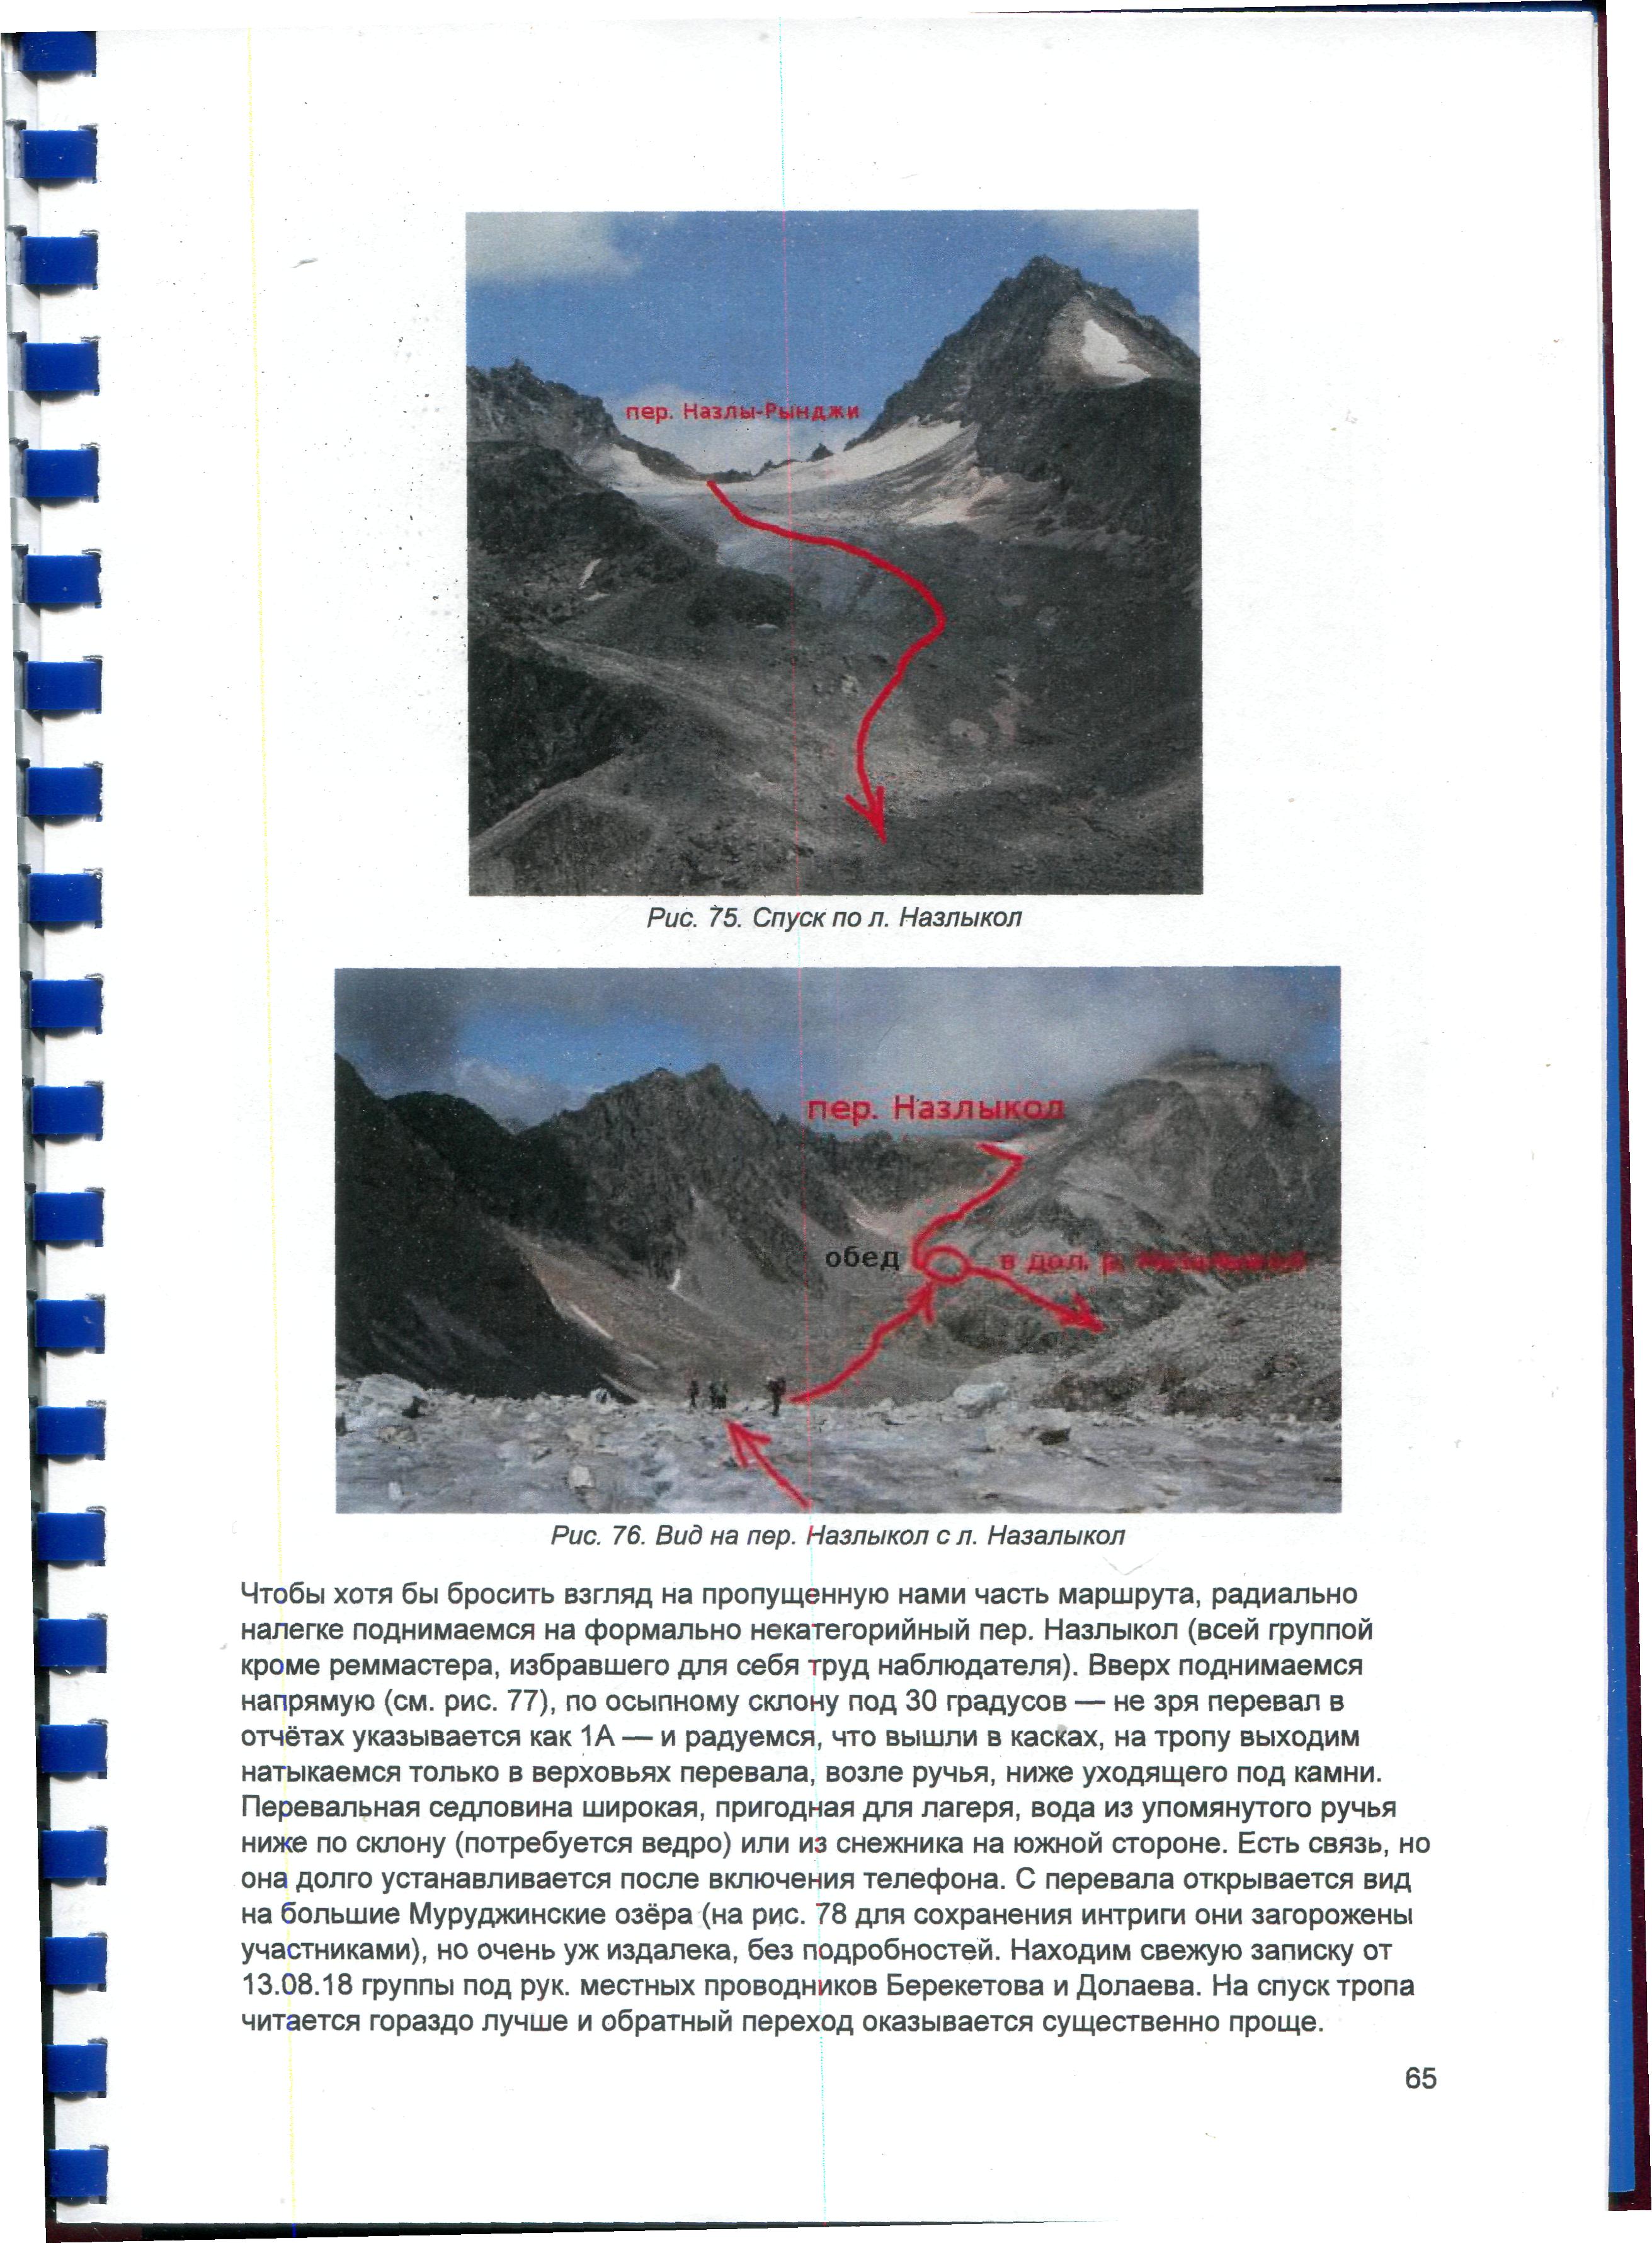 пер. Назлы-Рынджи
Рис. 75. Спуск по л. Назлыкол
пер. Назлыкол
обед
в дол. р.
Рис. 76. Вид на пер. Назлыкол с л. Назалыкол
Чтобы хотя бы бросить взгляд на пропущенную нами часть маршрута, радиально
налегке поднимаемся на формально некатегорийный пер. Назлыкол (всей группой
кроме реммастера, избравшего для себя труд наблюдателя). Вверх поднимаемся
напрямую (см. рис. 77), по осыпному склону под 30 градусов — не зря перевал в
отчётах указывается как 1А — и радуемся, что вышли в касках, на тропу выходим
натыкаемся только в верховьях перевала, возле ручья, ниже уходящего под камни.
Перевальная седловина широкая, пригодная для лагеря, вода из упомянутого ручья
ниже по склону (потребуется ведро) или из снежника на южной стороне. Есть связь, но
она долго устанавливается после включения телефона. С перевала открывается вид
на большие Муруджинские озёра (на рис. 78 для сохранения интриги они загорожены
участниками), но очень уж издалека, без подробностей. Находим свежую записку от
13.08.18 группы под рук. местных проводников Берекетова и Долаева. На спуск тропа
читается гораздо лучше и обратный переход оказывается существенно проще.
65